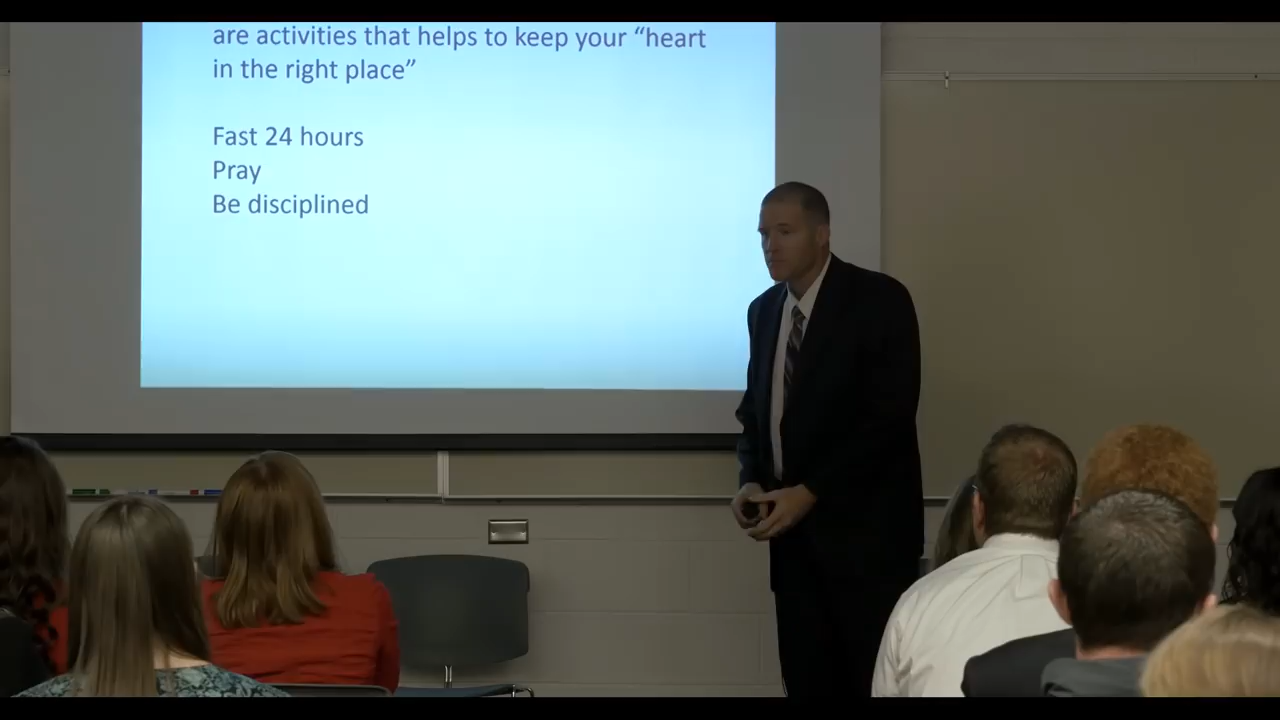 are activities that helps to keep your “heart
in the right place”
Fast 24 hours
Pray
Be disciplined